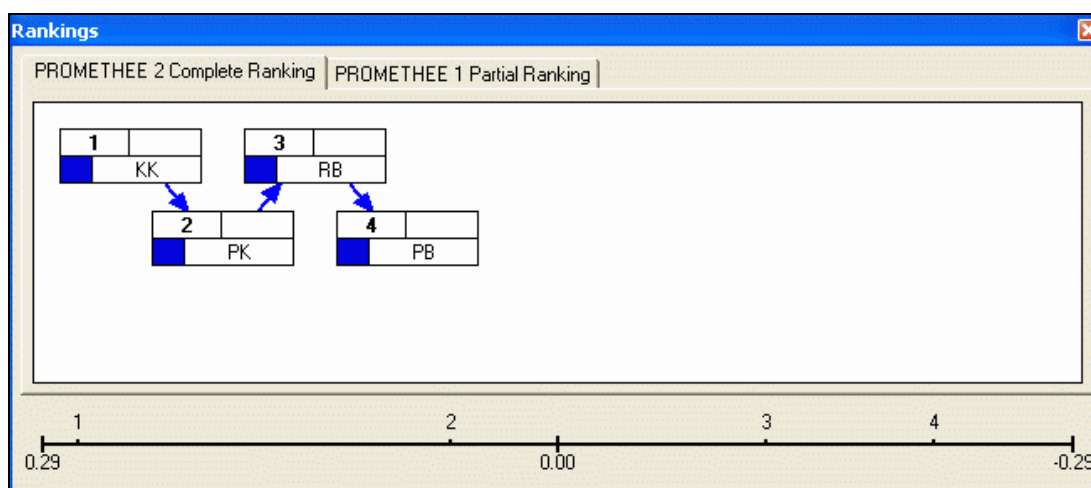 Rankings
PROMETHEE 2 Complete Ranking
PROMETHEE 1 Partial Ranking
1
KK
3
RB
2
PK
4
PB
1
2
3
4
0.29
0.00
-0.29